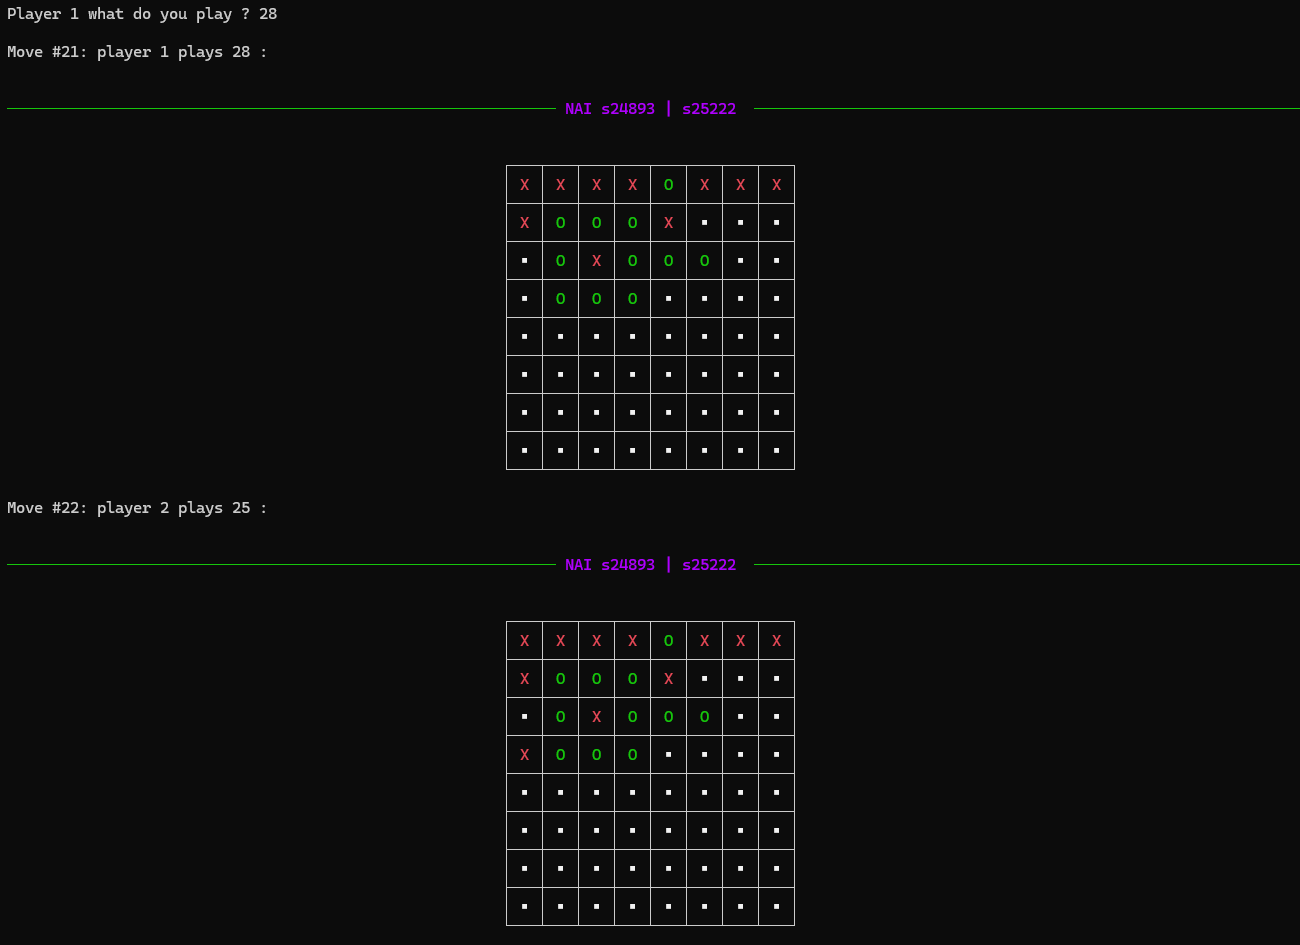 Player 1 what do you play ? 28
Move #21: player 1 plays 28 :
NAI s24893 | s25222
X X X X O X X X
X O O O X . . .
. O X O O O . .
. O O O . . . .
. . . . . . . .
. . . . . . . .
. . . . . . . .
. . . . . . . .
Move #22: player 2 plays 25 :
NAI s24893 | s25222
X X X X O X X X
X O O O X . . .
. O X O O O . .
X O O O . . . .
. . . . . . . .
. . . . . . . .
. . . . . . . .
. . . . . . . .